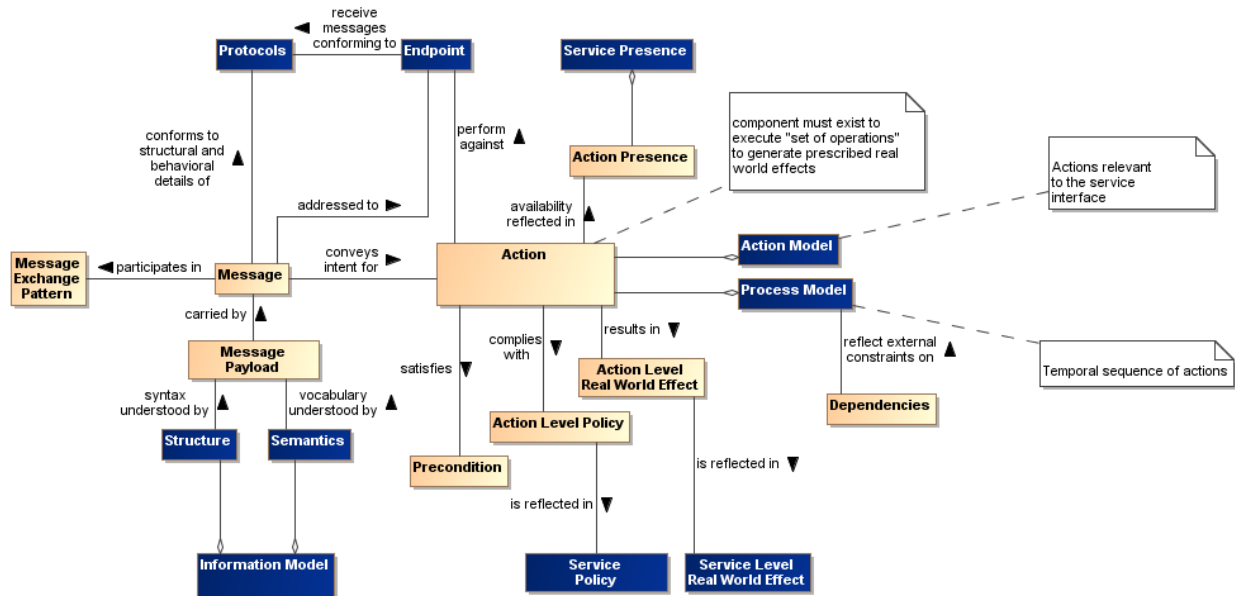 receive
messages
conforming to
Protocols
Endpoint
Service Presence
component must exist to
execute "set of operations"
to generate prescribed real
world effects
conforms to
structural and
behavioral
details of
perform
against
Action Presence
Actions relevant
to the service
interface
addressed to
availability
reflected in
Message
Exchange
Pattern
participates in
Message
conveys
intent for
Action
Action Model
Process Model
carried by
Message
Payload
satisfies
complies
with
results in
Action Level
Real World Effect
reflect external
constraints on
Temporal sequence of actions
syntax
understood by
vocabulary
understood by
Structure
Semantics
Action Level Policy
Dependencies
Precondition
is reflected in
is reflected in
Information Model
Service
Policy
Service Level
Real World Effect